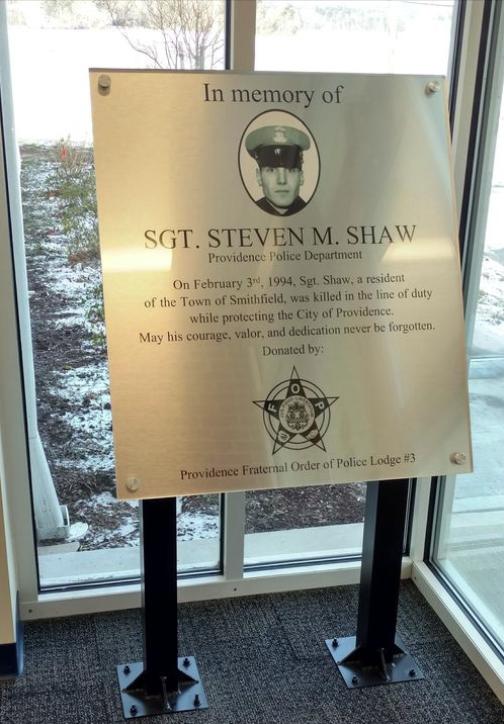 In memory of
SGT. STEVEN M. SHAW
Providence Police Department
On February 3rd, 1994, Sgt. Shaw, a resident
of the Town of Smithfield, was killed in the line of duty
while protecting the City of Providence.
May his courage, valor, and dedication never be forgotten.
Donated by:
F O P
Providence Fraternal Order of Police Lodge #3